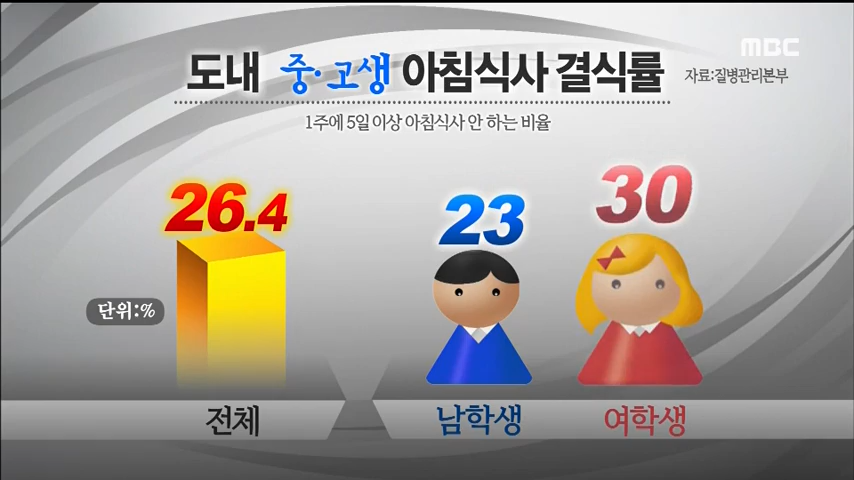 MBC
도내 중·고생 아침식사 결식률
자료:질병관리본부
1주에 5일 이상 아침식사 안 하는 비율
26.4
23
30
단위:%
전체
남학생
여학생